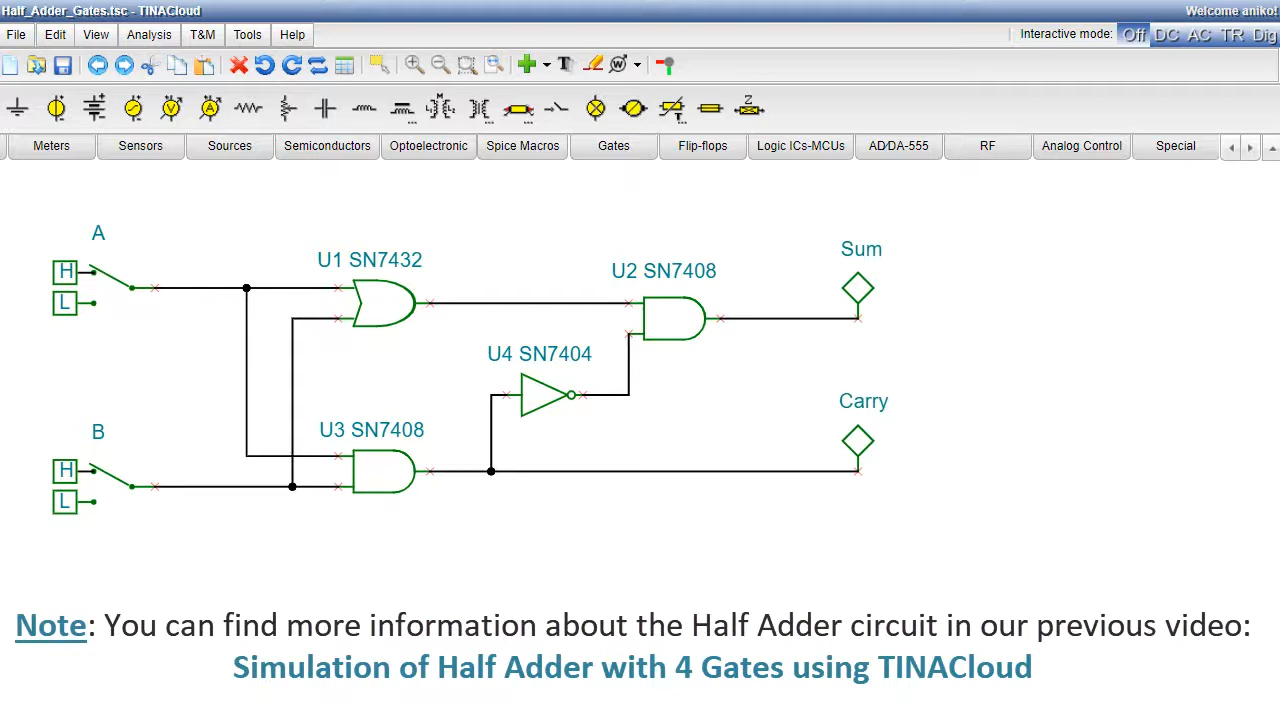 Half_Adder_Gates.tsc - TINACloud
Welcome aniko!
File Edit View Analysis T&M Tools Help
Interactive mode: Off DC AC TR Dig
Meters Sensors Sources Semiconductors Optoelectronic Spice Macros Gates Flip-flops Logic ICs-MCUs AD/DA-555 RF Analog Control Special
A
H
L
U1 SN7432
U2 SN7408
Sum
U4 SN7404
Carry
B
H
L
U3 SN7408
Note: You can find more information about the Half Adder circuit in our previous video:
Simulation of Half Adder with 4 Gates using TINACloud